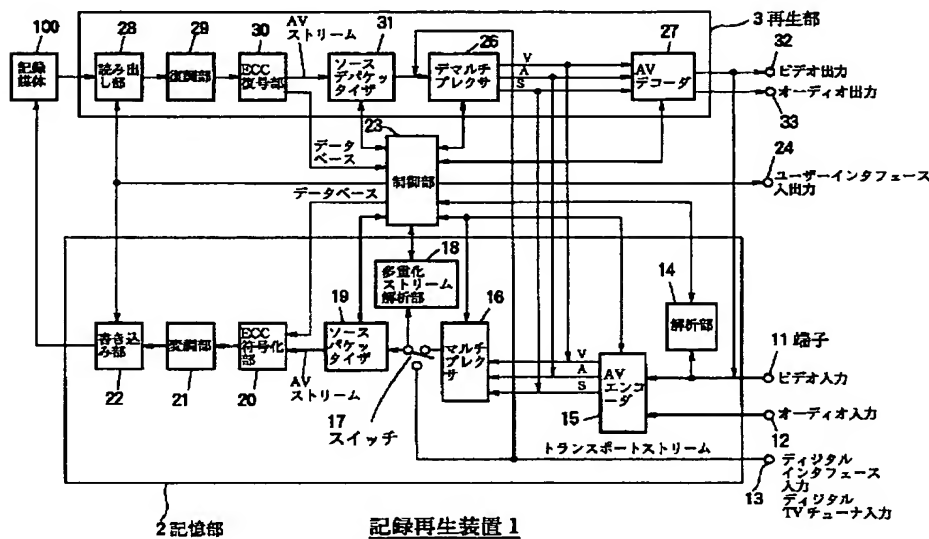 3 再生部
100
記録
媒体
28
読み出し部
29
復調部
30
ECC
復号部
AV
ストリーム
31
ソース
デパケッ
タイザ
26
デマルチ
プレクサ
V
A
S
27
AV
デコーダ
32
ビデオ出力
オーディオ出力
33
23
制御部
データ
ベース
データベース
24
ユーザーインタフェース
入出力
18
多重化
ストリーム
解析部
14
解析部
19
ソース
パケッ
タイザ
16
マルチ
プレク
サ
V
A
S
AV
エンコ
ーダ
15
11 端子
ビデオ入力
オーディオ入力
12
書き込
み部
22
変調部
21
ECC
符号化
部
20
AV
ストリーム
17
スイッチ
トランスポートストリーム
13
ディジタル
インタフェース
入力
ディジタル
TVチューナ入力
2 記憶部
記録再生装置 1